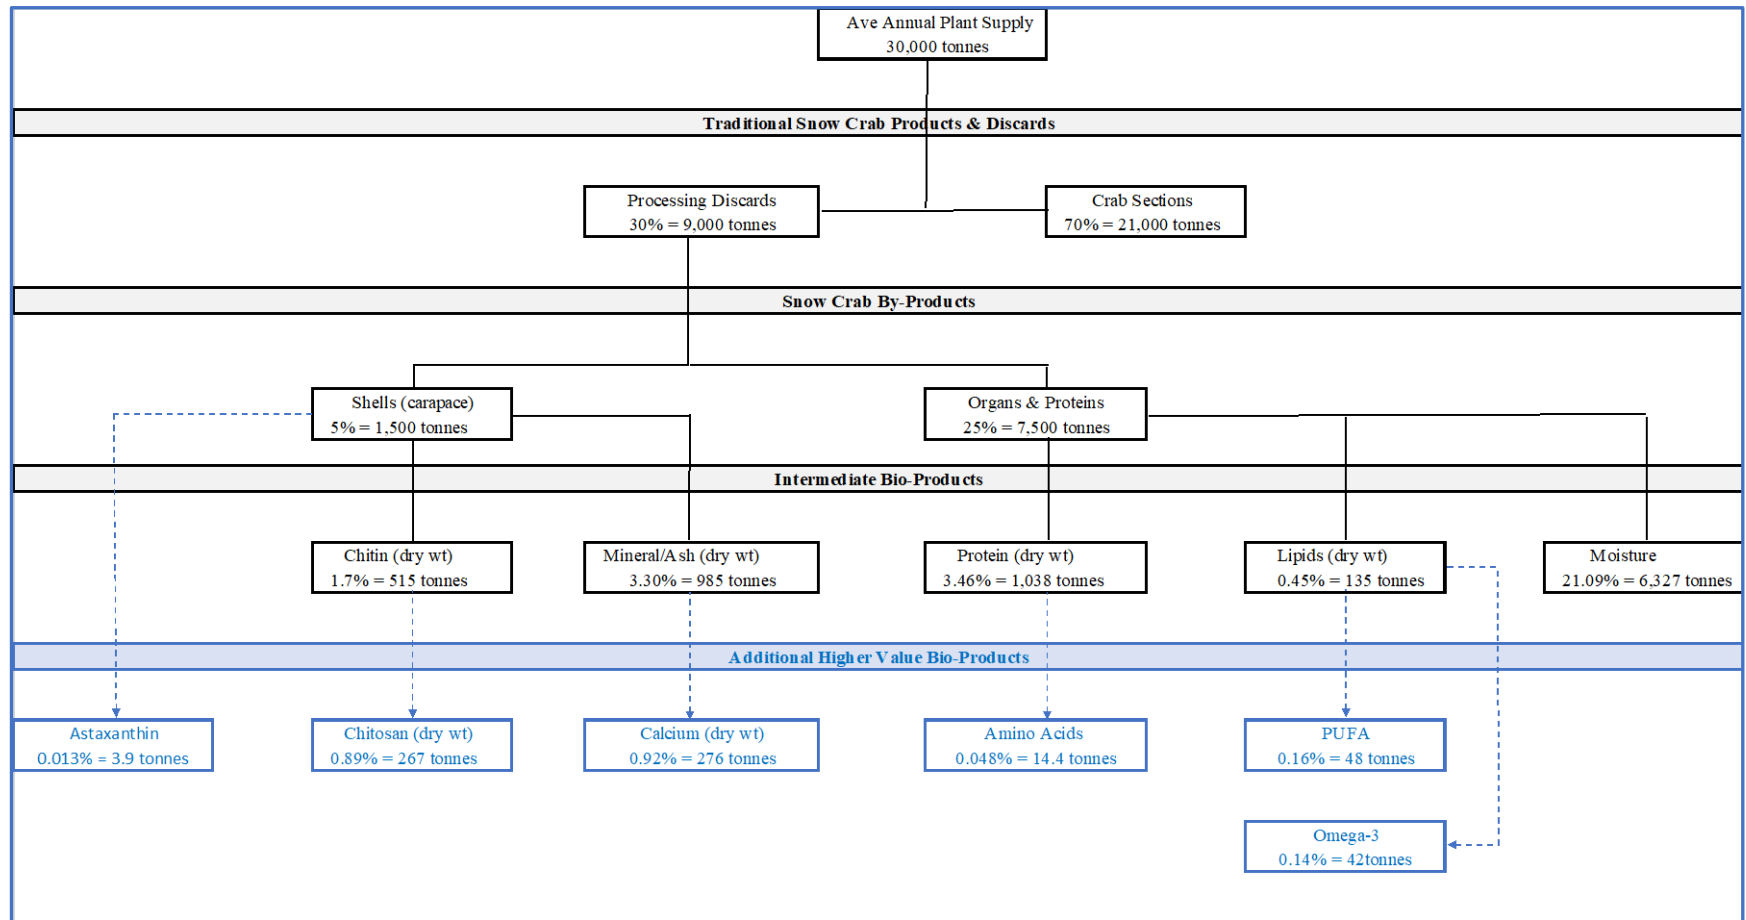 Ave Annual Plant Supply
30,000 tonnes
Traditional Snow Crab Products & Discards
Processing Discards
30% = 9,000 tonnes
Crab Sections
70% = 21,000 tonnes
Snow Crab By-Products
Shells (carapace)
5% = 1,500 tonnes
Organs & Proteins
25% = 7,500 tonnes
Intermediate Bio-Products
Chitin (dry wt)
1.7% = 515 tonnes
Mineral/Ash (dry wt)
3.30% = 985 tonnes
Protein (dry wt)
3.46% = 1,038 tonnes
Lipids (dry wt)
0.45% = 135 tonnes
Moisture
21.09% = 6,327 tonnes
Additional Higher Value Bio-Products
Astaxanthin
0.013% = 3.9 tonnes
Chitosan (dry wt)
0.89% = 267 tonnes
Calcium (dry wt)
0.92% = 276 tonnes
Amino Acids
0.048% = 14.4 tonnes
PUFA
0.16% = 48 tonnes
Omega-3
0.14% = 42tonnes